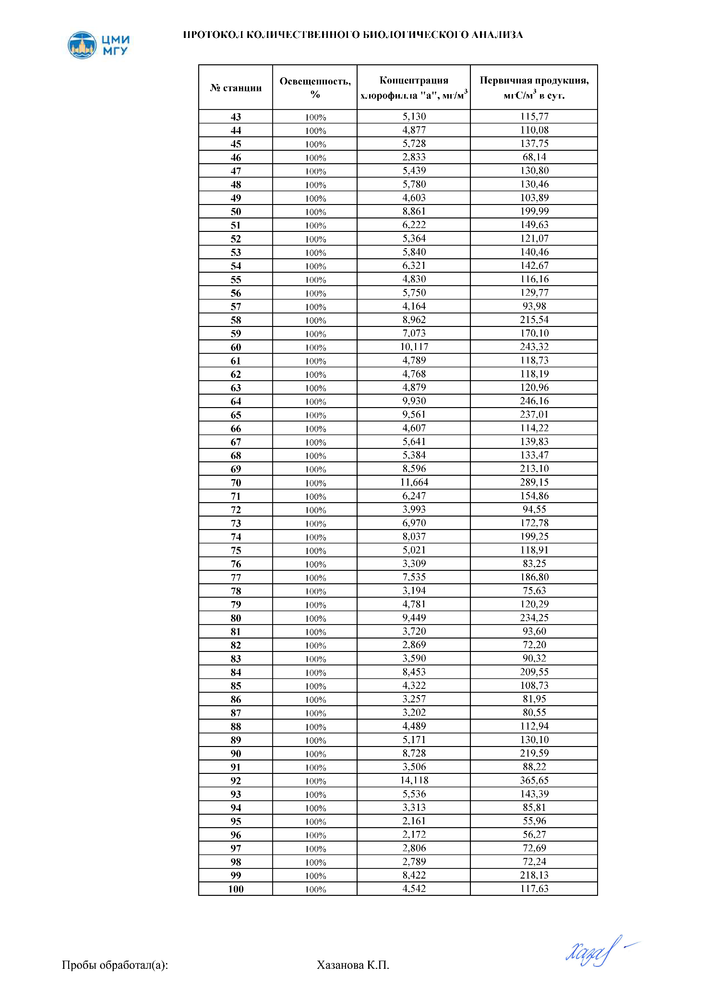 ЦМИ
МГУ
ПРОТОКОЛ КОЛИЧЕСТВЕННОГО БИОЛОГИЧЕСКОГО АНАЛИЗА
№ станции Освещенность, % Концентрация хлорофилла "а", мг/м³ Первичная продукция, мгС/м³ в сут.
43 100% 5,130 115,77
44 100% 4,877 110,08
45 100% 5,728 137,75
46 100% 2,833 68,14
47 100% 5,439 130,80
48 100% 5,780 130,46
49 100% 4,603 103,89
50 100% 8,861 199,99
51 100% 6,222 149,63
52 100% 5,364 121,07
53 100% 5,840 140,46
54 100% 6,321 142,67
55 100% 4,830 116,16
56 100% 5,750 129,77
57 100% 4,164 93,98
58 100% 8,962 215,54
59 100% 7,073 170,10
60 100% 10,117 243,32
61 100% 4,789 118,73
62 100% 4,768 118,19
63 100% 4,879 120,96
64 100% 9,930 246,16
65 100% 9,561 237,01
66 100% 4,607 114,22
67 100% 5,641 139,83
68 100% 5,384 133,47
69 100% 8,596 213,10
70 100% 11,664 289,15
71 100% 6,247 154,86
72 100% 3,993 94,55
73 100% 6,970 172,78
74 100% 8,037 199,25
75 100% 5,021 118,91
76 100% 3,309 83,25
77 100% 7,535 186,80
78 100% 3,194 75,63
79 100% 4,781 120,29
80 100% 9,449 234,25
81 100% 3,720 93,60
82 100% 2,869 72,20
83 100% 3,590 90,32
84 100% 8,453 209,55
85 100% 4,322 108,73
86 100% 3,257 81,95
87 100% 3,202 80,55
88 100% 4,489 112,94
89 100% 5,171 130,10
90 100% 8,728 219,59
91 100% 3,506 88,22
92 100% 14,118 365,65
93 100% 5,536 143,39
94 100% 3,313 85,81
95 100% 2,161 55,96
96 100% 2,172 56,27
97 100% 2,806 72,69
98 100% 2,789 72,24
99 100% 8,422 218,13
100 100% 4,542 117,63
Пробы обработал(а): Хазанова К.П.